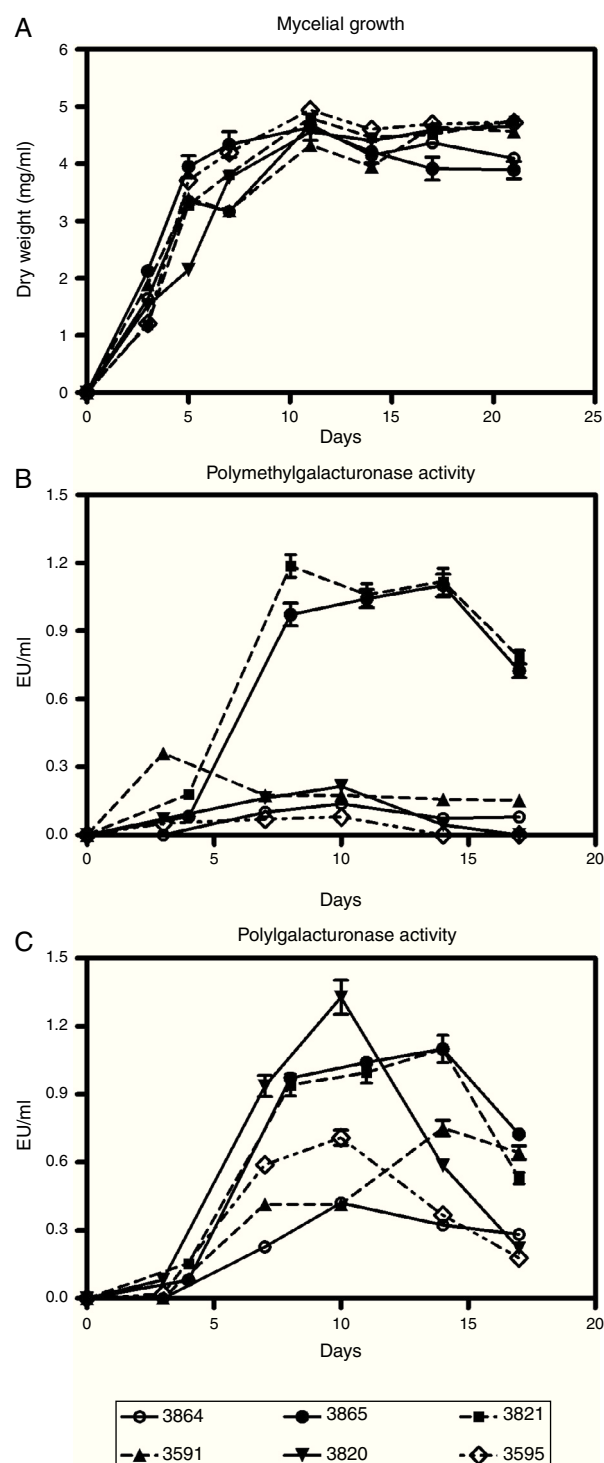 A
Mycelial growth
6
5
4
3
2
1
0
Dry weight (mg/ml)
0 5 10 15 20 25
Days
B
Polymethylgalacturonase activity
1.5
1.2
0.9
0.6
0.3
0.0
EU/ml
0 5 10 15 20
Days
C
Polylgalacturonase activity
1.5
1.2
0.9
0.6
0.3
0.0
EU/ml
0 5 10 15 20
Days
3864 3865 3821
3591 3820 3595